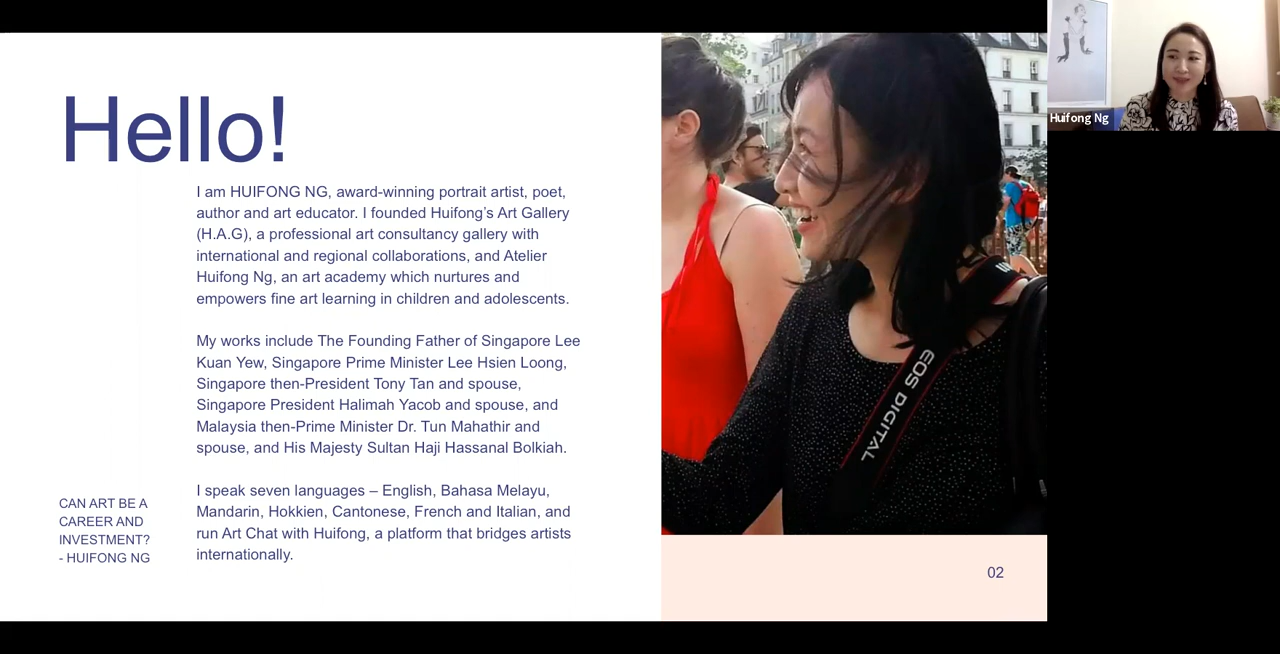 Hello!
I am HUIFONG NG, award-winning portrait artist, poet,
author and art educator. I founded Huifong’s Art Gallery
(H.A.G), a professional art consultancy gallery with
international and regional collaborations, and Atelier
Huifong Ng, an art academy which nurtures and
empowers fine art learning in children and adolescents.
My works include The Founding Father of Singapore Lee
Kuan Yew, Singapore Prime Minister Lee Hsien Loong,
Singapore then-President Tony Tan and spouse,
Singapore President Halimah Yacob and spouse, and
Malaysia then-Prime Minister Dr. Tun Mahathir and
spouse, and His Majesty Sultan Haji Hassanal Bolkiah.
I speak seven languages – English, Bahasa Melayu,
Mandarin, Hokkien, Cantonese, French and Italian, and
run Art Chat with Huifong, a platform that bridges artists
internationally.
CAN ART BE A
CAREER AND
INVESTMENT?
- HUIFONG NG
EOS DIGITAL
02
Huifong Ng